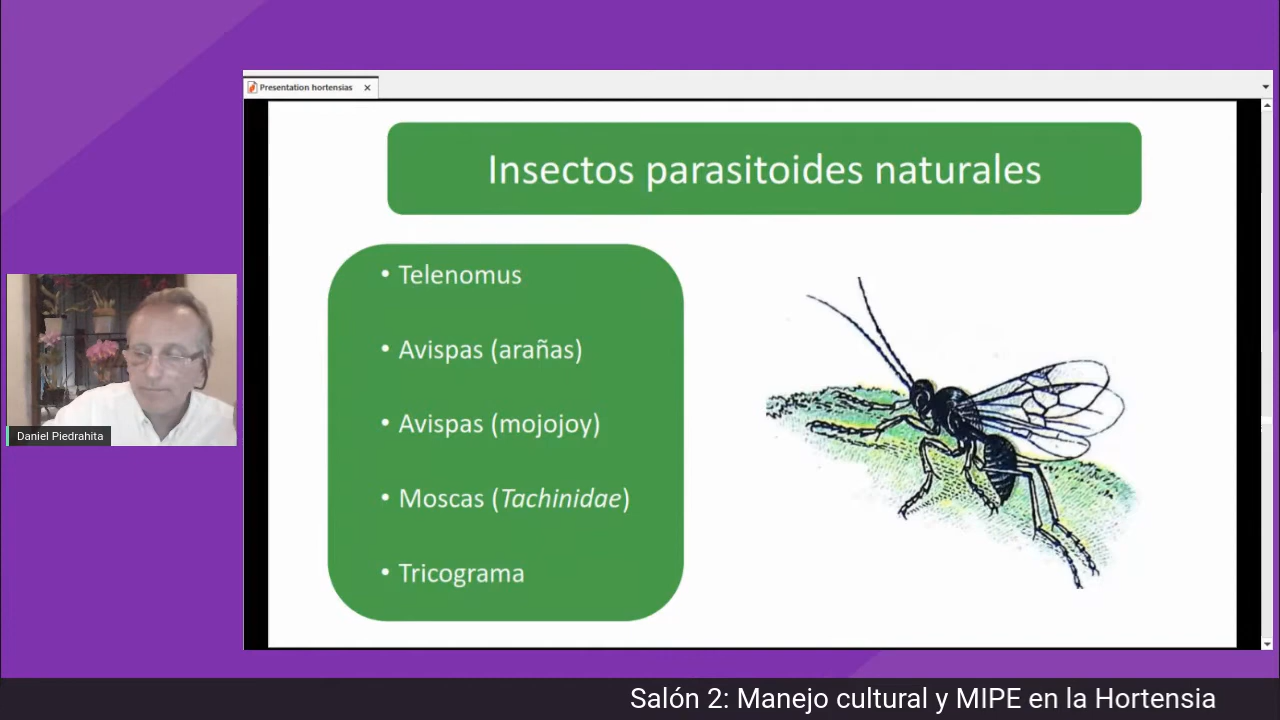 Presentation hortensias
Insectos parasitoides naturales
• Telenomus
• Avispas (arañas)
• Avispas (mojojoy)
• Moscas (Tachinidae)
• Tricograma
Daniel Piedrahita
Salón 2: Manejo cultural y MIPE en la Hortensia